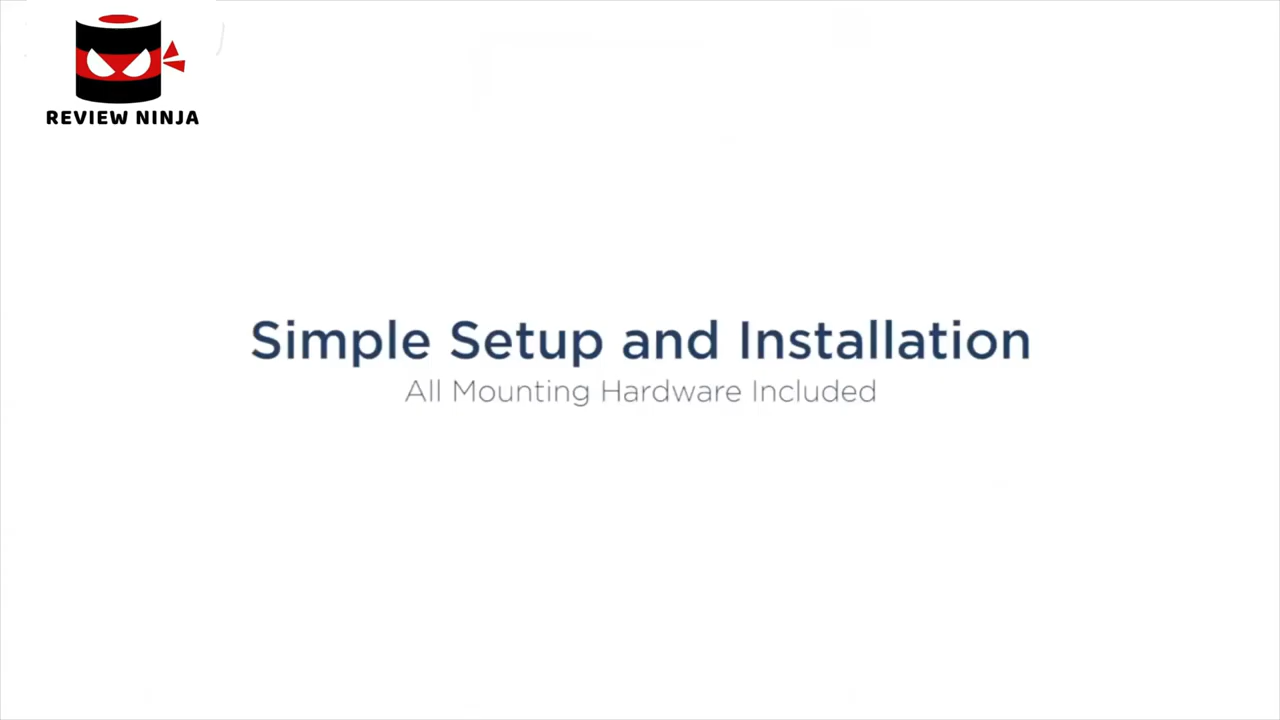 REVIEW NINJA
Simple Setup and Installation
All Mounting Hardware Included